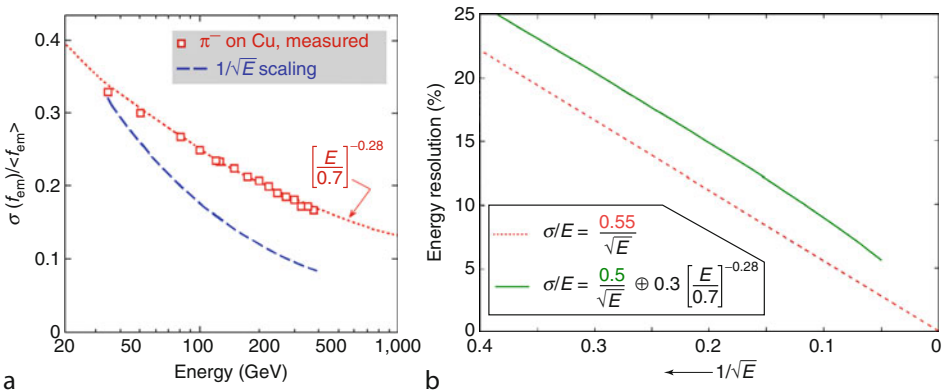 0.4
0.3
0.2
0.1
0
σ (f_em)/<f_em>
π⁻ on Cu, measured
1/√E scaling
[E/0.7]^−0.28
20 50 100 200 500 1,000
Energy (GeV)
a
25
20
15
10
5
0
Energy resolution (%)
σ/E = 0.55/√E
σ/E = 0.5/√E ⊕ 0.3 [E/0.7]^−0.28
0.4 0.3 0.2 0.1 0
← 1/√E
b